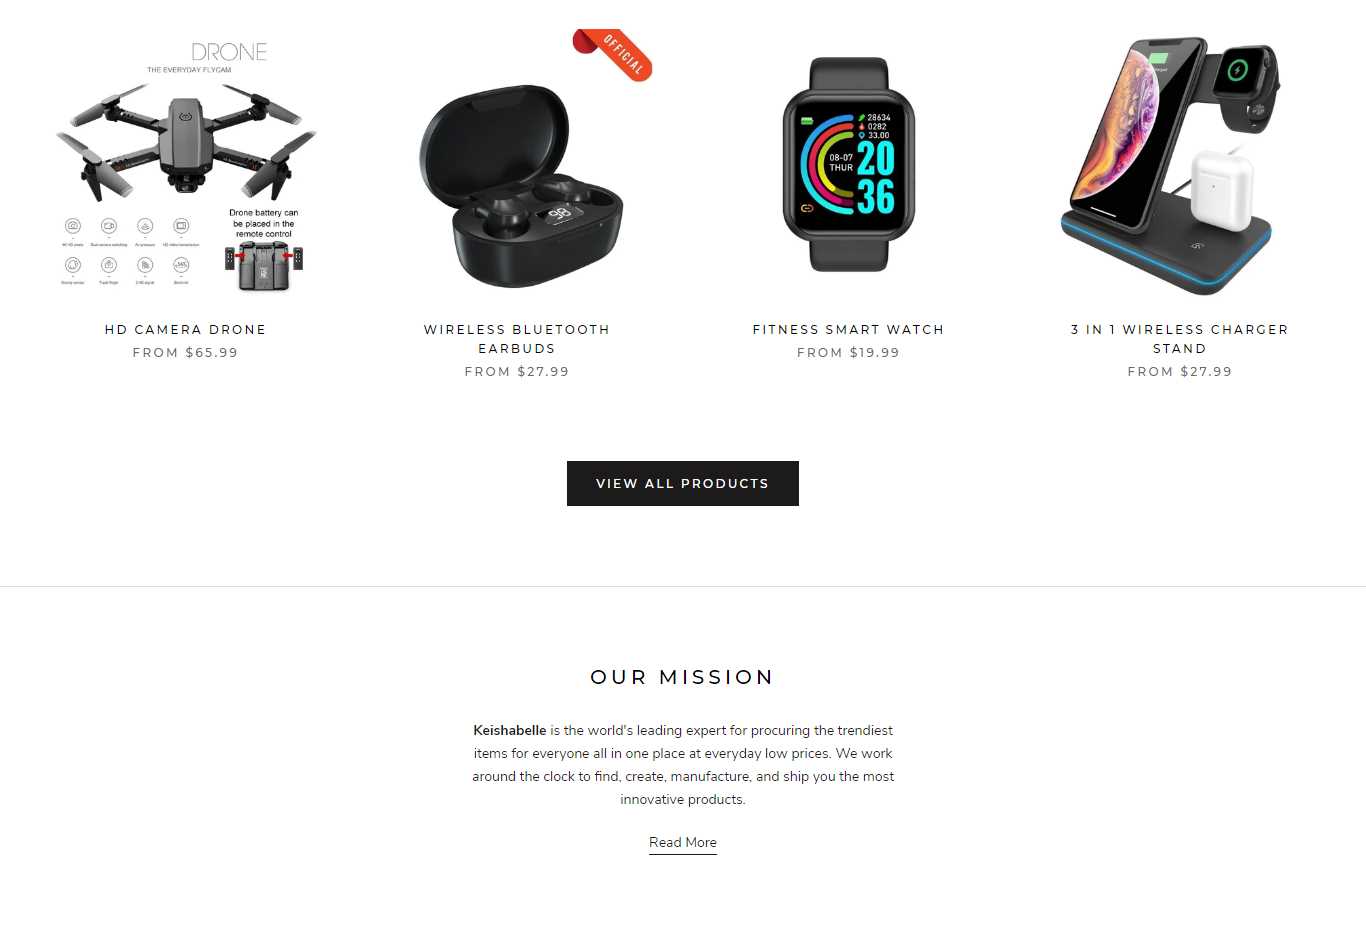 DRONE
THE EVERYDAY FLYCAM
Drone battery can
be placed in the
remote control
HD CAMERA DRONE
FROM $65.99
OFFICIAL
98
WIRELESS BLUETOOTH
EARBUDS
FROM $27.99
28634
0282
33.00
08-07
THUR
20
36
FITNESS SMART WATCH
FROM $19.99
3 IN 1 WIRELESS CHARGER
STAND
FROM $27.99
VIEW ALL PRODUCTS
OUR MISSION
Keishabelle is the world's leading expert for procuring the trendiest
items for everyone all in one place at everyday low prices. We work
around the clock to find, create, manufacture, and ship you the most
innovative products.
Read More